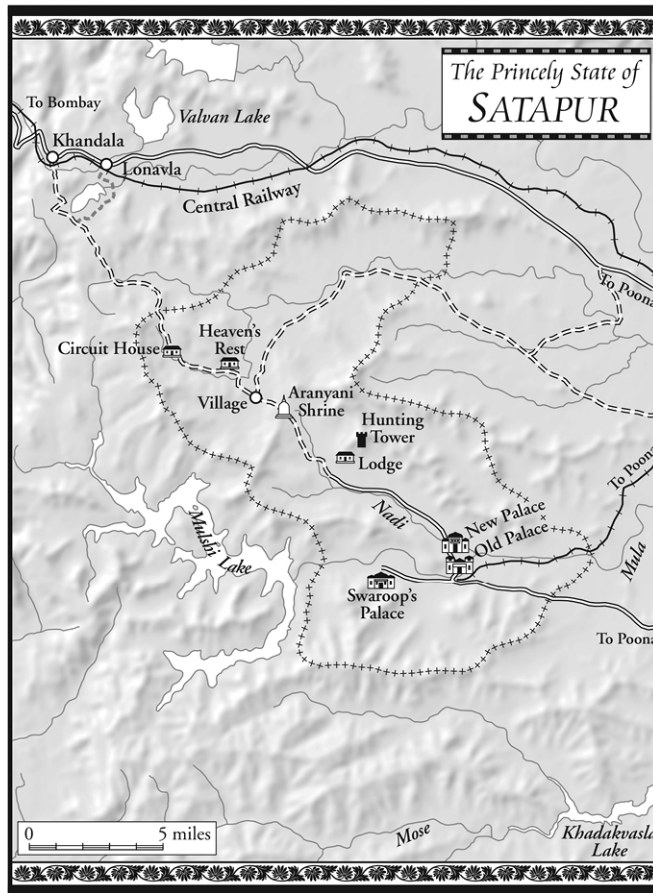 The Princely State of
SATAPUR
To Bombay
Valvan Lake
Khandala
Lonavla
Central Railway
To Poona
Circuit House
Heaven's
Rest
Village
Aranyani
Shrine
Hunting
Tower
Lodge
To Poona
Nadi
New Palace
Old Palace
Mulshi Lake
Mula
Swaroop's
Palace
To Poona
0 5 miles
Mose
Khadakvasla
Lake